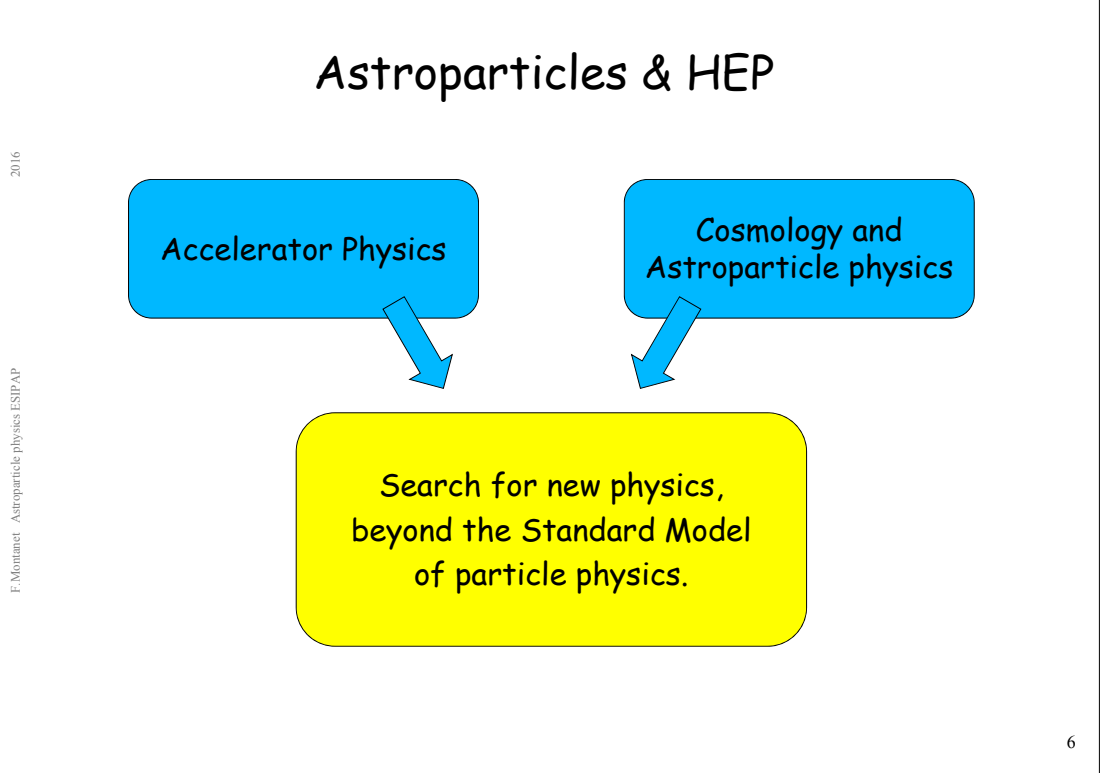 Astroparticles & HEP
Accelerator Physics
Cosmology and
Astroparticle physics
Search for new physics,
beyond the Standard Model
of particle physics.
F.Montanet Astroparticle physics ESIPAP 2016
6